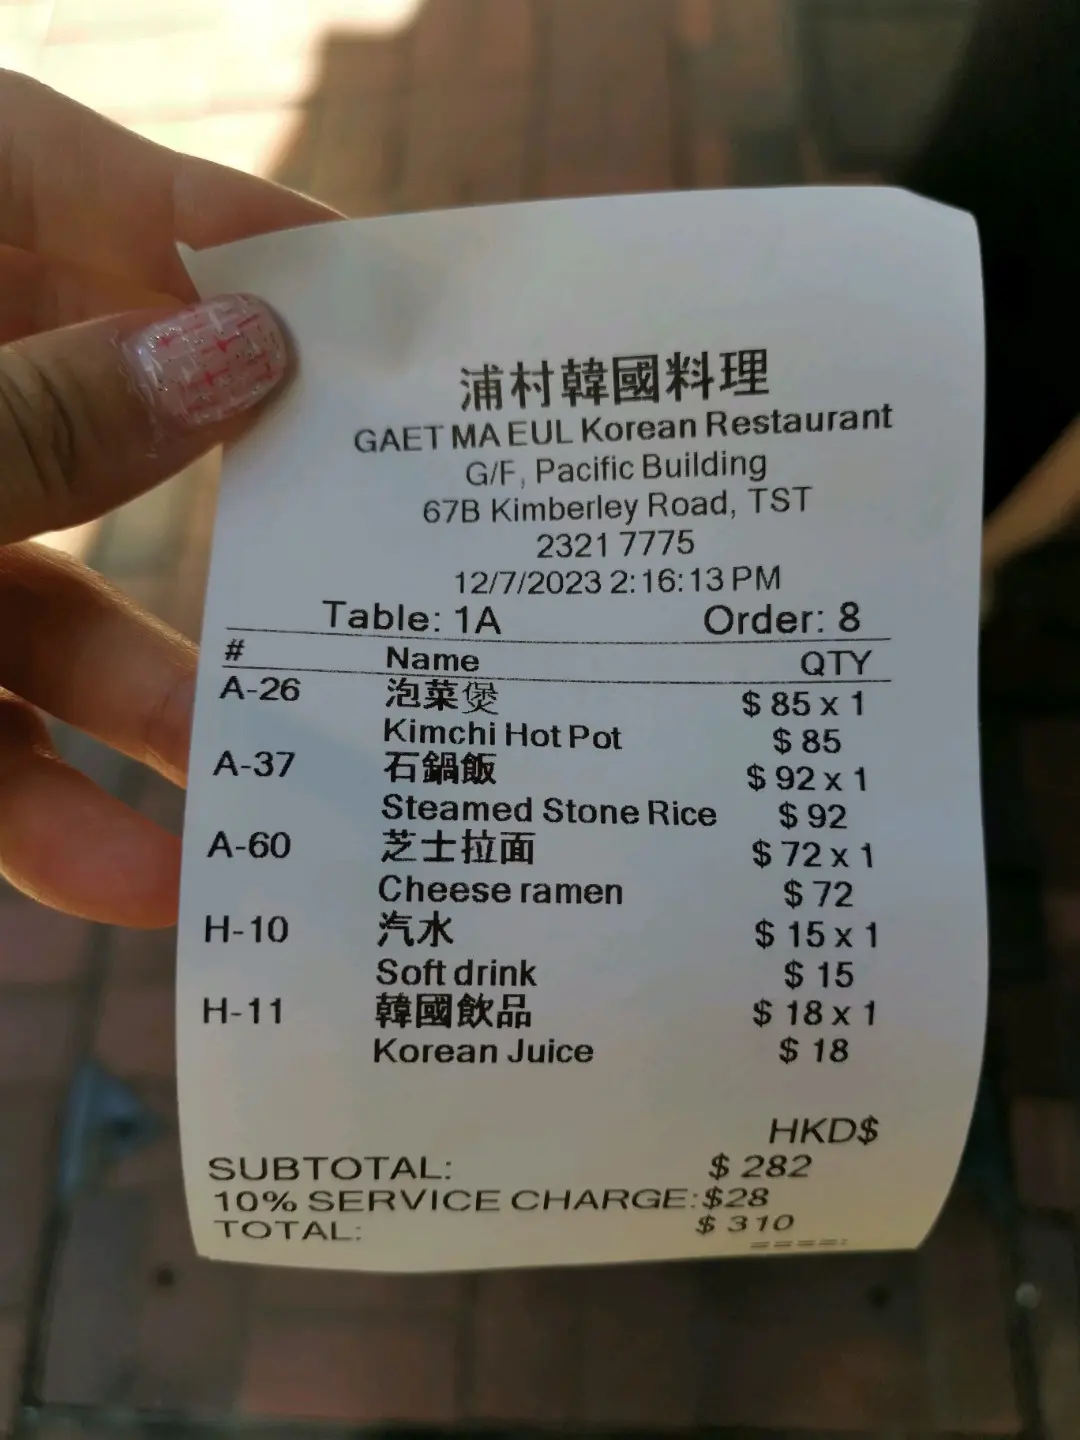 浦村韓國料理
GAET MA EUL Korean Restaurant
G/F, Pacific Building
67B Kimberley Road, TST
2321 7775
12/7/2023 2:16:13 PM
Table: 1A Order: 8
# Name QTY
A-26 泡菜煲 $ 85 x 1
Kimchi Hot Pot $ 85
A-37 石鍋飯 $ 92 x 1
Steamed Stone Rice $ 92
A-60 芝士拉面 $ 72 x 1
Cheese ramen $ 72
H-10 汽水 $ 15 x 1
Soft drink $ 15
H-11 韓國飲品 $ 18 x 1
Korean Juice $ 18
HKD$
SUBTOTAL: $ 282
10% SERVICE CHARGE:$28
TOTAL: $ 310
====: